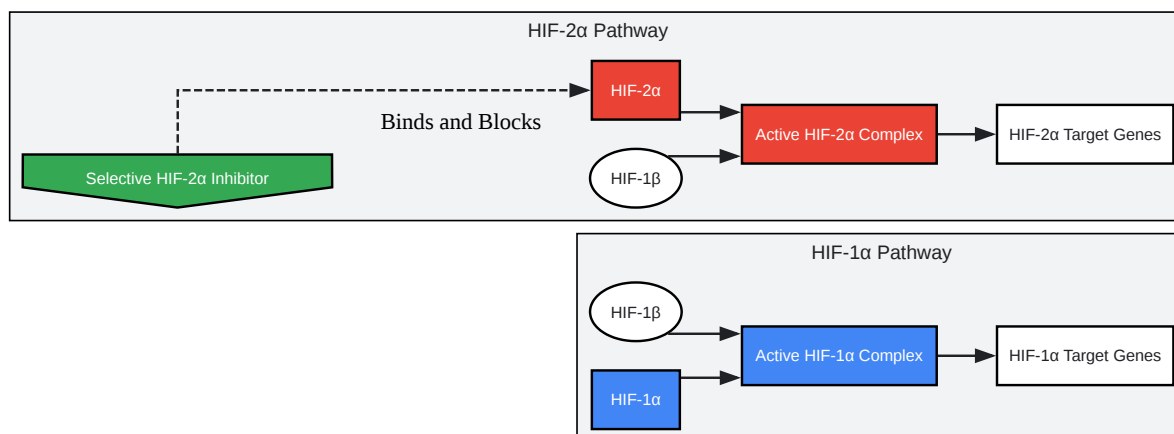 HIF-2α Pathway
HIF-2α
Binds and Blocks
Active HIF-2α Complex
HIF-2α Target Genes
Selective HIF-2α Inhibitor
HIF-1β
HIF-1α Pathway
HIF-1β
Active HIF-1α Complex
HIF-1α Target Genes
HIF-1α